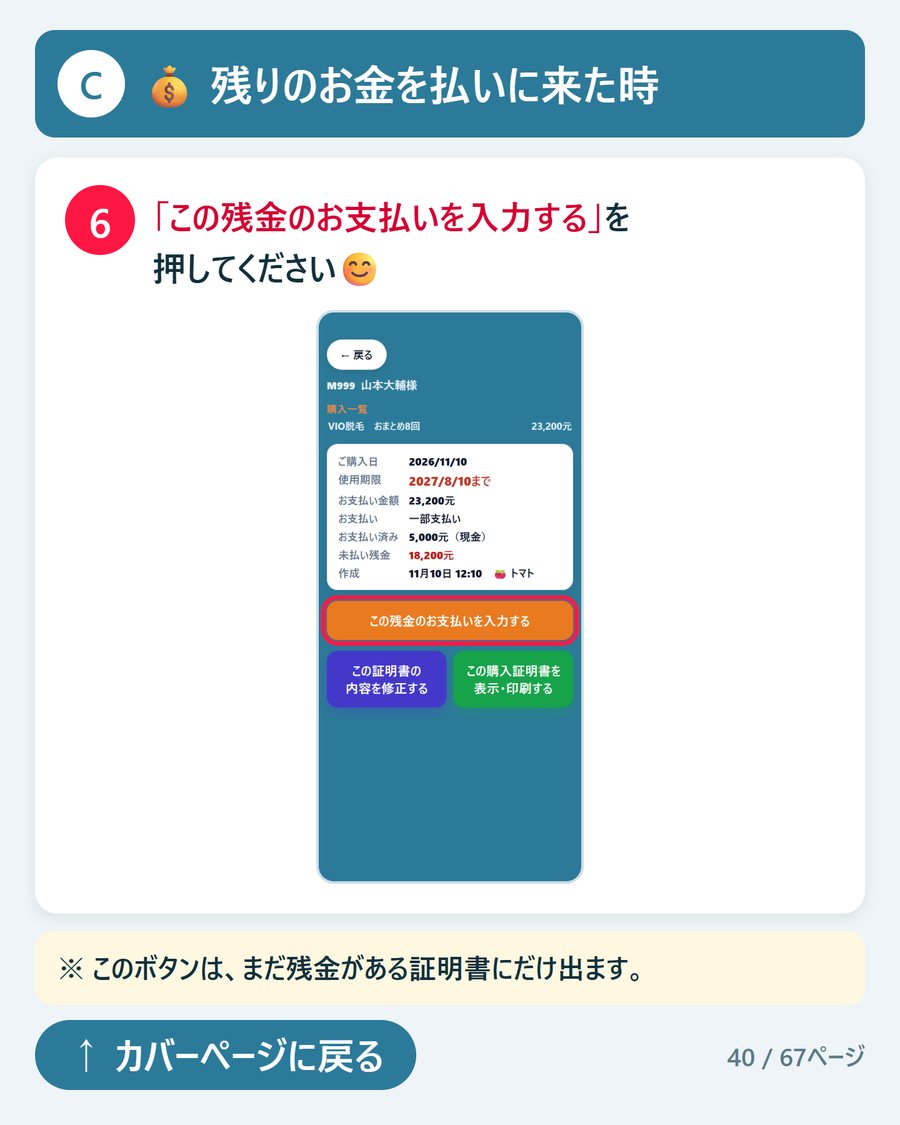 C 💰 残りのお金を払いに来た時
6 「この残金のお支払いを入力する」を
押してください😊
← 戻る
M999 山本大輔様
購入一覧
VIO脱毛 おまとめ8回 23,200元
ご購入日 2026/11/10
使用期限 2027/8/10まで
お支払い金額 23,200元
お支払い 一部支払い
お支払い済み 5,000元（現金）
未払い残金 18,200元
作成 11月10日 12:10 🍅 トマト
この残金のお支払いを入力する
この証明書の
内容を修正する
この購入証明書を
表示・印刷する
※ このボタンは、まだ残金がある証明書にだけ出ます。
↑ カバーページに戻る
40 / 67ページ